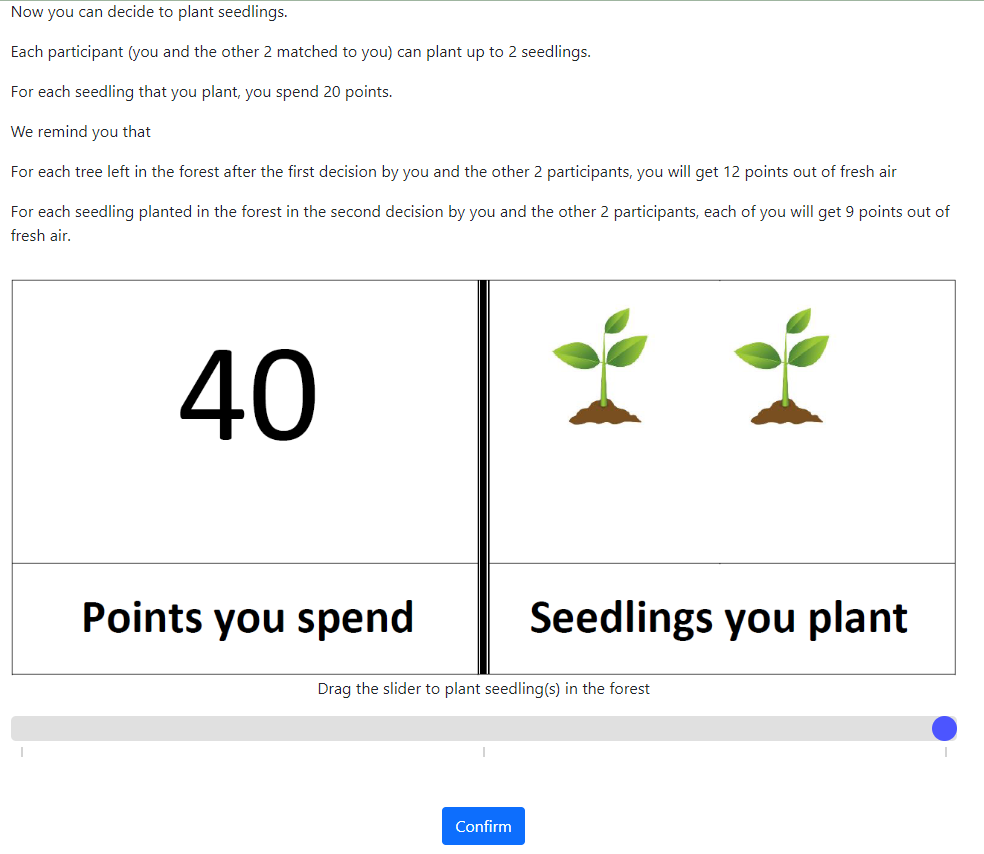 Now you can decide to plant seedlings.
Each participant (you and the other 2 matched to you) can plant up to 2 seedlings.
For each seedling that you plant, you spend 20 points.
We remind you that
For each tree left in the forest after the first decision by you and the other 2 participants, you will get 12 points out of fresh air
For each seedling planted in the forest in the second decision by you and the other 2 participants, each of you will get 9 points out of
fresh air.
40
Points you spend
Seedlings you plant
Drag the slider to plant seedling(s) in the forest
Confirm